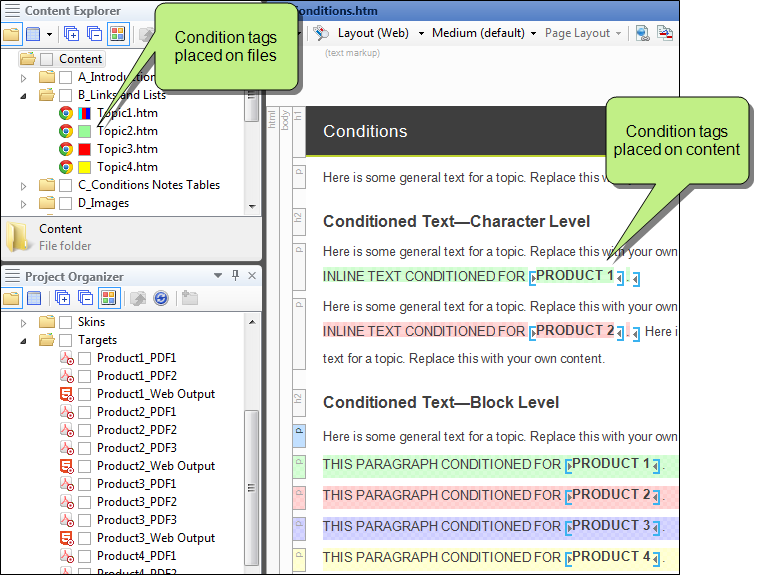 Content Explorer
Condition tags
placed on files
Content
A_Introduction
B_Links and Lists
Topic1.htm
Topic2.htm
Topic3.htm
Topic4.htm
C_Conditions Notes Tables
D_Images
Content
File folder
Project Organizer
Skins
Targets
Product1_PDF1
Product1_PDF2
Product1_Web Output
Product2_PDF1
Product2_PDF2
Product2_PDF3
Product2_Web Output
Product3_PDF1
Product3_PDF2
Product3_PDF3
Product3_Web Output
Product4_PDF1
Product4_PDF2
Conditions.htm
Layout (Web) Medium (default) Page Layout
(text markup)
html
body
h1
Conditions
Condition tags
placed on content
p
Here is some general text for a topic. Replace this with your own
h2
Conditioned Text—Character Level
p
Here is some general text for a topic. Replace this with your own
INLINE TEXT CONDITIONED FOR PRODUCT 1 .
p
Here is some general text for a topic. Replace this with your own
INLINE TEXT CONDITIONED FOR PRODUCT 2 . Here i
text for a topic. Replace this with your own content.
h2
Conditioned Text—Block Level
p
Here is some general text for a topic. Replace this with your own
p
THIS PARAGRAPH CONDITIONED FOR PRODUCT 1 .
p
THIS PARAGRAPH CONDITIONED FOR PRODUCT 2 .
p
THIS PARAGRAPH CONDITIONED FOR PRODUCT 3 .
p
THIS PARAGRAPH CONDITIONED FOR PRODUCT 4 .